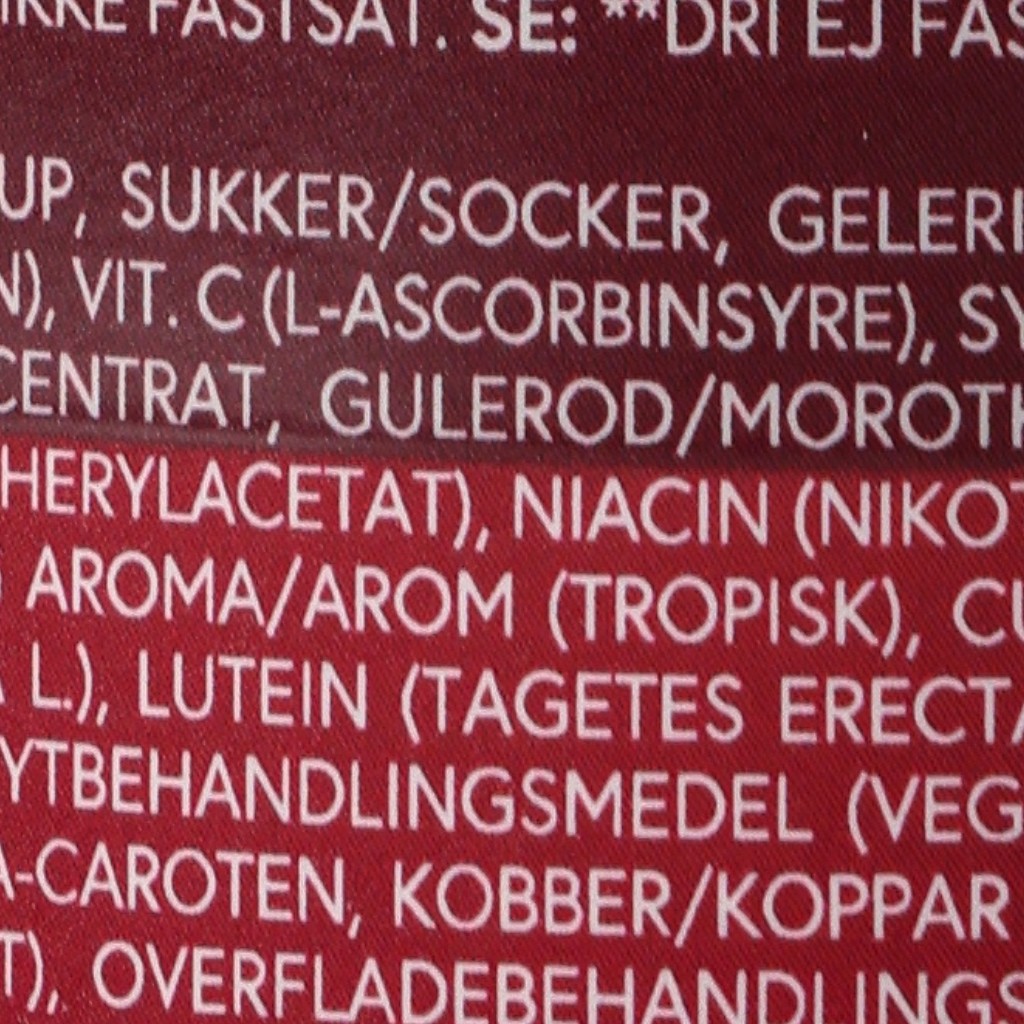 IKKE FASTSAT. SE: **DRI EJ FAS
UP, SUKKER/SOCKER, GELERI
N), VIT. C (L-ASCORBINSYRE), SY
CENTRAT, GULEROD/MOROT
HERYLACETAT), NIACIN (NIKOT
AROMA/AROM (TROPISK), CU
A L.), LUTEIN (TAGETES ERECTA
YTBEHANDLINGSMEDEL (VEG
A-CAROTEN, KOBBER/KOPPAR
T), OVERFLADEBEHANDLINGS